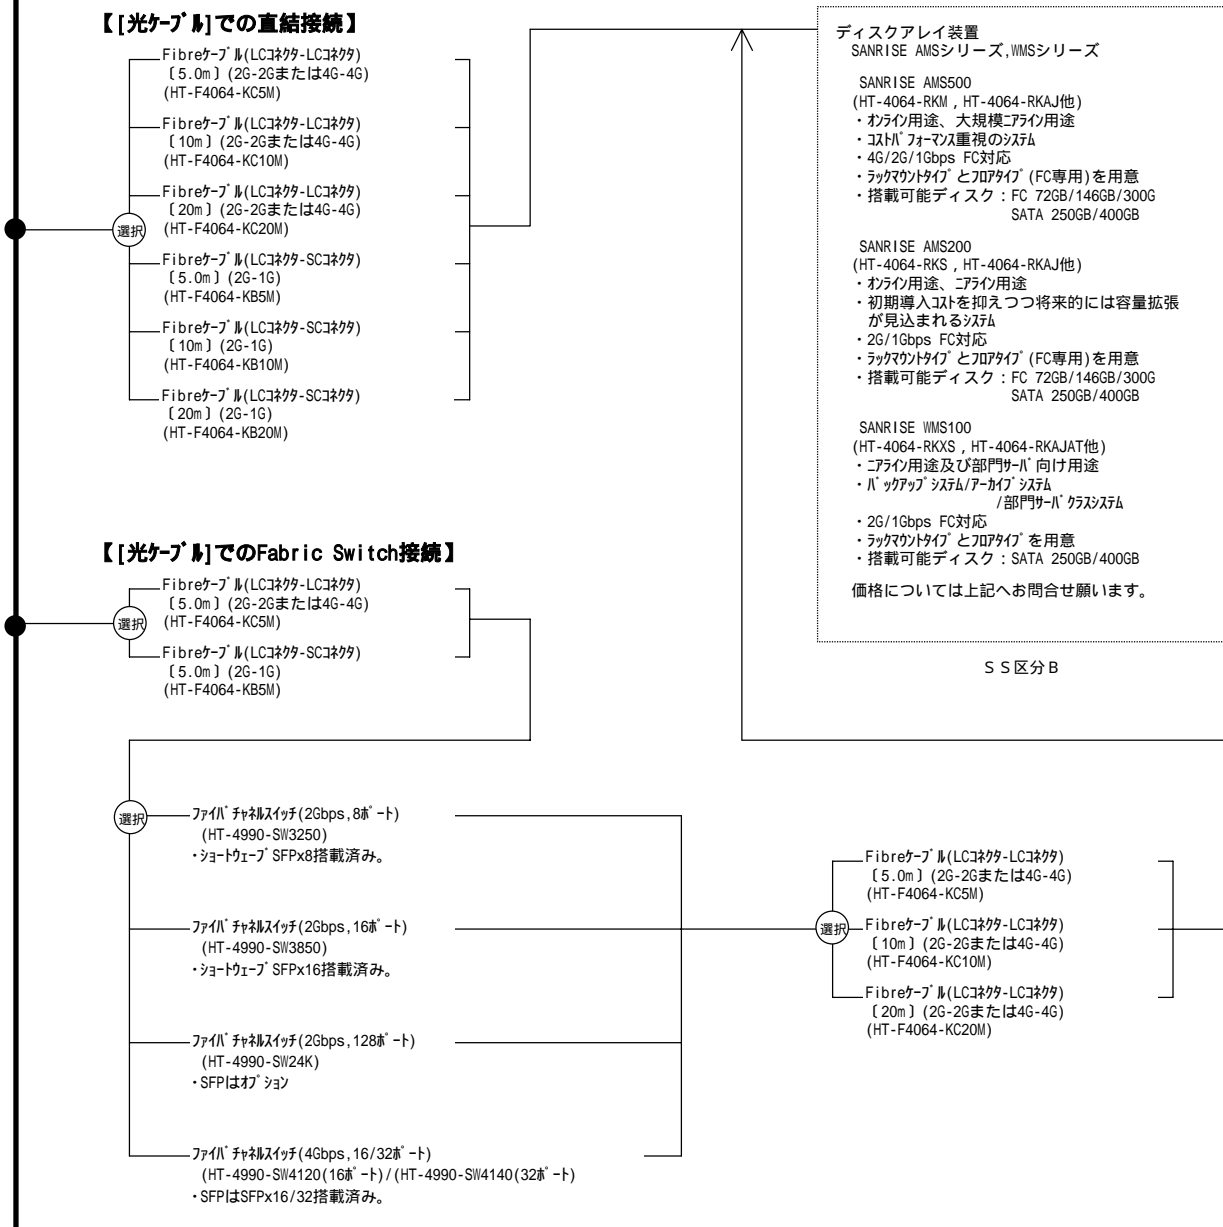 【[光ｹｰﾌﾞﾙ]での直結接続】
Fibreｹｰﾌﾞﾙ(LCｺﾈｸﾀ-LCｺﾈｸﾀ)
〔5.0m〕(2G-2Gまたは4G-4G)
(HT-F4064-KC5M)
Fibreｹｰﾌﾞﾙ(LCｺﾈｸﾀ-LCｺﾈｸﾀ)
〔10m〕(2G-2Gまたは4G-4G)
(HT-F4064-KC10M)
Fibreｹｰﾌﾞﾙ(LCｺﾈｸﾀ-LCｺﾈｸﾀ)
〔20m〕(2G-2Gまたは4G-4G)
(HT-F4064-KC20M)
選択
Fibreｹｰﾌﾞﾙ(LCｺﾈｸﾀ-SCｺﾈｸﾀ)
〔5.0m〕(2G-1G)
(HT-F4064-KB5M)
Fibreｹｰﾌﾞﾙ(LCｺﾈｸﾀ-SCｺﾈｸﾀ)
〔10m〕(2G-1G)
(HT-F4064-KB10M)
Fibreｹｰﾌﾞﾙ(LCｺﾈｸﾀ-SCｺﾈｸﾀ)
〔20m〕(2G-1G)
(HT-F4064-KB20M)
ディスクアレイ装置
SANRISE AMSシリーズ,WMSシリーズ
SANRISE AMS500
(HT-4064-RKM , HT-4064-RKAJ他)
・ｵﾝﾗｲﾝ用途、大規模ﾆｱﾗｲﾝ用途
・ｺｽﾄﾊﾟﾌｫｰﾏﾝｽ重視のｼｽﾃﾑ
・4G/2G/1Gbps FC対応
・ﾗｯｸﾏｳﾝﾄﾀｲﾌﾟとﾌﾛｱﾀｲﾌﾟ(FC専用)を用意
・搭載可能ディスク：FC 72GB/146GB/300G
SATA 250GB/400GB
SANRISE AMS200
(HT-4064-RKS , HT-4064-RKAJ他)
・ｵﾝﾗｲﾝ用途、ﾆｱﾗｲﾝ用途
・初期導入ｺｽﾄを抑えつつ将来的には容量拡張
が見込まれるｼｽﾃﾑ
・2G/1Gbps FC対応
・ﾗｯｸﾏｳﾝﾄﾀｲﾌﾟとﾌﾛｱﾀｲﾌﾟ(FC専用)を用意
・搭載可能ディスク：FC 72GB/146GB/300G
SATA 250GB/400GB
SANRISE WMS100
(HT-4064-RKXS , HT-4064-RKAJAT他)
・ﾆｱﾗｲﾝ用途及び部門ｻｰﾊﾞ向け用途
・ﾊﾞｯｸｱｯﾌﾟｼｽﾃﾑ/ｱｰｶｲﾌﾞｼｽﾃﾑ
/部門ｻｰﾊﾞｸﾗｽｼｽﾃﾑ
・2G/1Gbps FC対応
・ﾗｯｸﾏｳﾝﾄﾀｲﾌﾟとﾌﾛｱﾀｲﾌﾟを用意
・搭載可能ディスク：SATA 250GB/400GB
価格については上記へお問合せ願います。
ＳＳ区分Ｂ
【[光ｹｰﾌﾞﾙ]でのFabric Switch接続】
Fibreｹｰﾌﾞﾙ(LCｺﾈｸﾀ-LCｺﾈｸﾀ)
〔5.0m〕(2G-2Gまたは4G-4G)
(HT-F4064-KC5M)
選択
Fibreｹｰﾌﾞﾙ(LCｺﾈｸﾀ-SCｺﾈｸﾀ)
〔5.0m〕(2G-1G)
(HT-F4064-KB5M)
選択
ﾌｧｲﾊﾞﾁｬﾈﾙｽｲｯﾁ(2Gbps,8ﾎﾟｰﾄ)
(HT-4990-SW3250)
・ｼｮｰﾄｳｪｰﾌﾞSFPx8搭載済み。
ﾌｧｲﾊﾞﾁｬﾈﾙｽｲｯﾁ(2Gbps,16ﾎﾟｰﾄ)
(HT-4990-SW3850)
・ｼｮｰﾄｳｪｰﾌﾞSFPx16搭載済み。
ﾌｧｲﾊﾞﾁｬﾈﾙｽｲｯﾁ(2Gbps,128ﾎﾟｰﾄ)
(HT-4990-SW24K)
・SFPはｵﾌﾟｼｮﾝ
ﾌｧｲﾊﾞﾁｬﾈﾙｽｲｯﾁ(4Gbps,16/32ﾎﾟｰﾄ)
(HT-4990-SW4120(16ﾎﾟｰﾄ)/(HT-4990-SW4140(32ﾎﾟｰﾄ)
・SFPはSFPx16/32搭載済み。
Fibreｹｰﾌﾞﾙ(LCｺﾈｸﾀ-LCｺﾈｸﾀ)
〔5.0m〕(2G-2Gまたは4G-4G)
(HT-F4064-KC5M)
選択
Fibreｹｰﾌﾞﾙ(LCｺﾈｸﾀ-LCｺﾈｸﾀ)
〔10m〕(2G-2Gまたは4G-4G)
(HT-F4064-KC10M)
Fibreｹｰﾌﾞﾙ(LCｺﾈｸﾀ-LCｺﾈｸﾀ)
〔20m〕(2G-2Gまたは4G-4G)
(HT-F4064-KC20M)